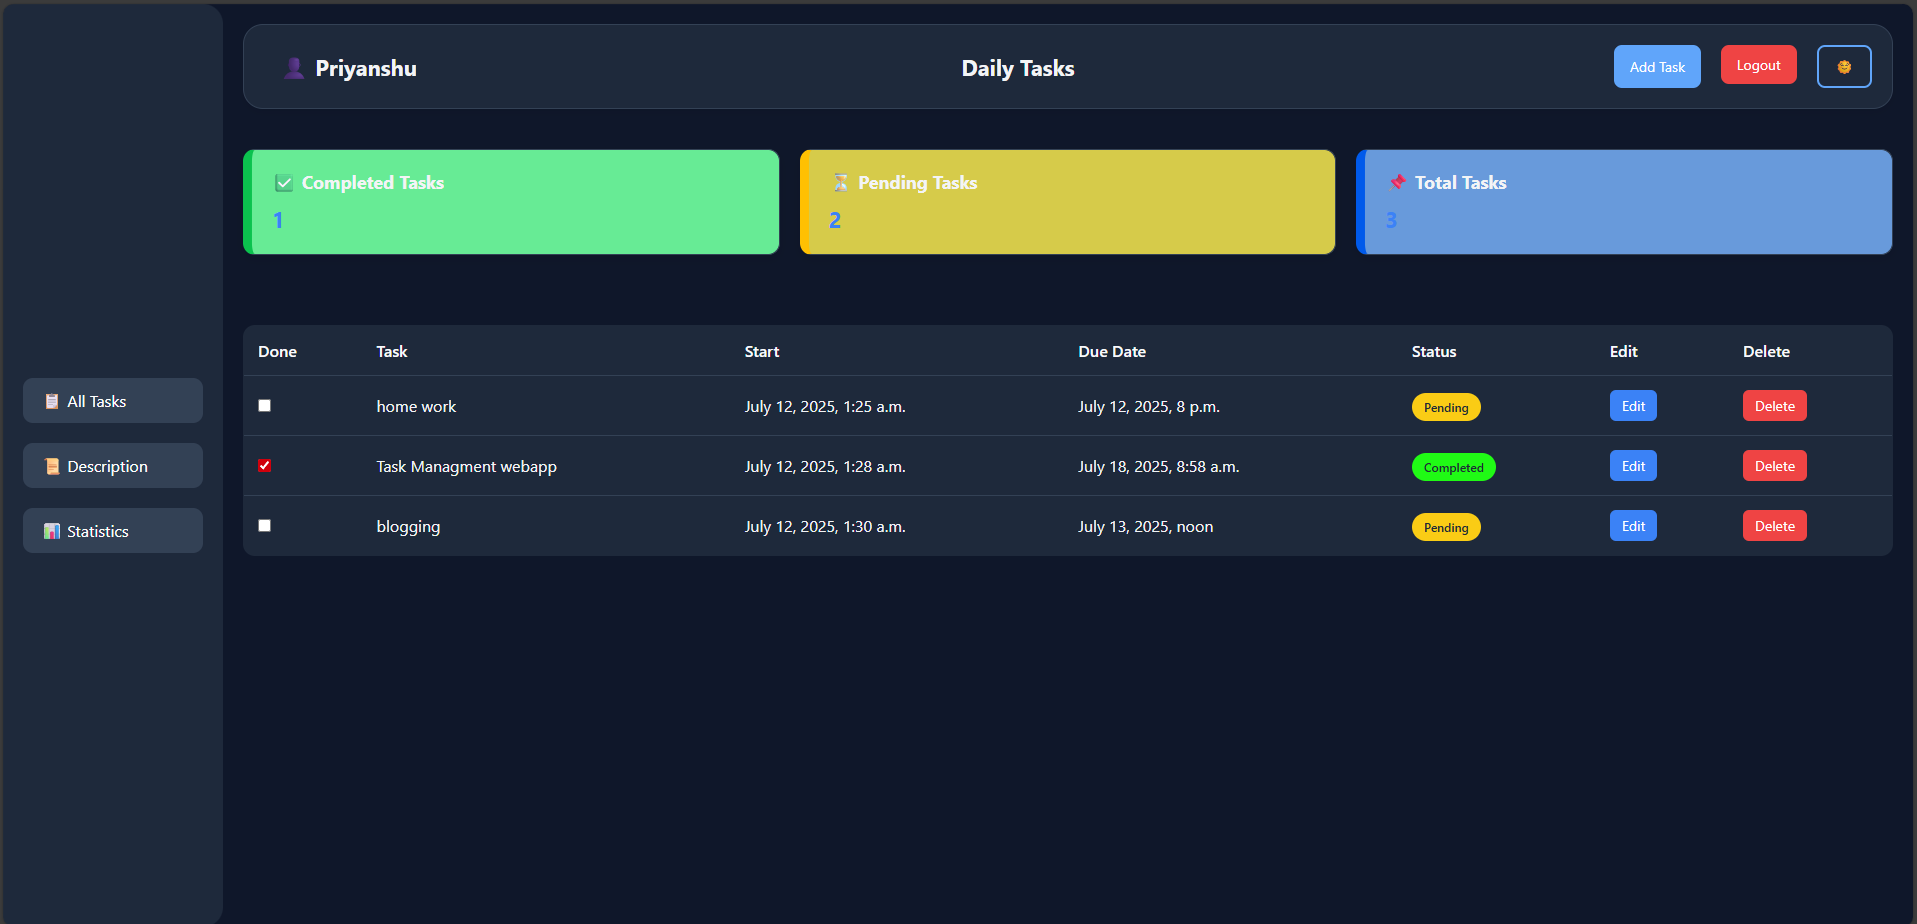 Priyanshu
Daily Tasks
Add Task
Logout
Completed Tasks
1
Pending Tasks
2
Total Tasks
3
All Tasks
Description
Statistics
Done Task Start Due Date Status Edit Delete
home work July 12, 2025, 1:25 a.m. July 12, 2025, 8 p.m. Pending Edit Delete
Task Managment webapp July 12, 2025, 1:28 a.m. July 18, 2025, 8:58 a.m. Completed Edit Delete
blogging July 12, 2025, 1:30 a.m. July 13, 2025, noon Pending Edit Delete